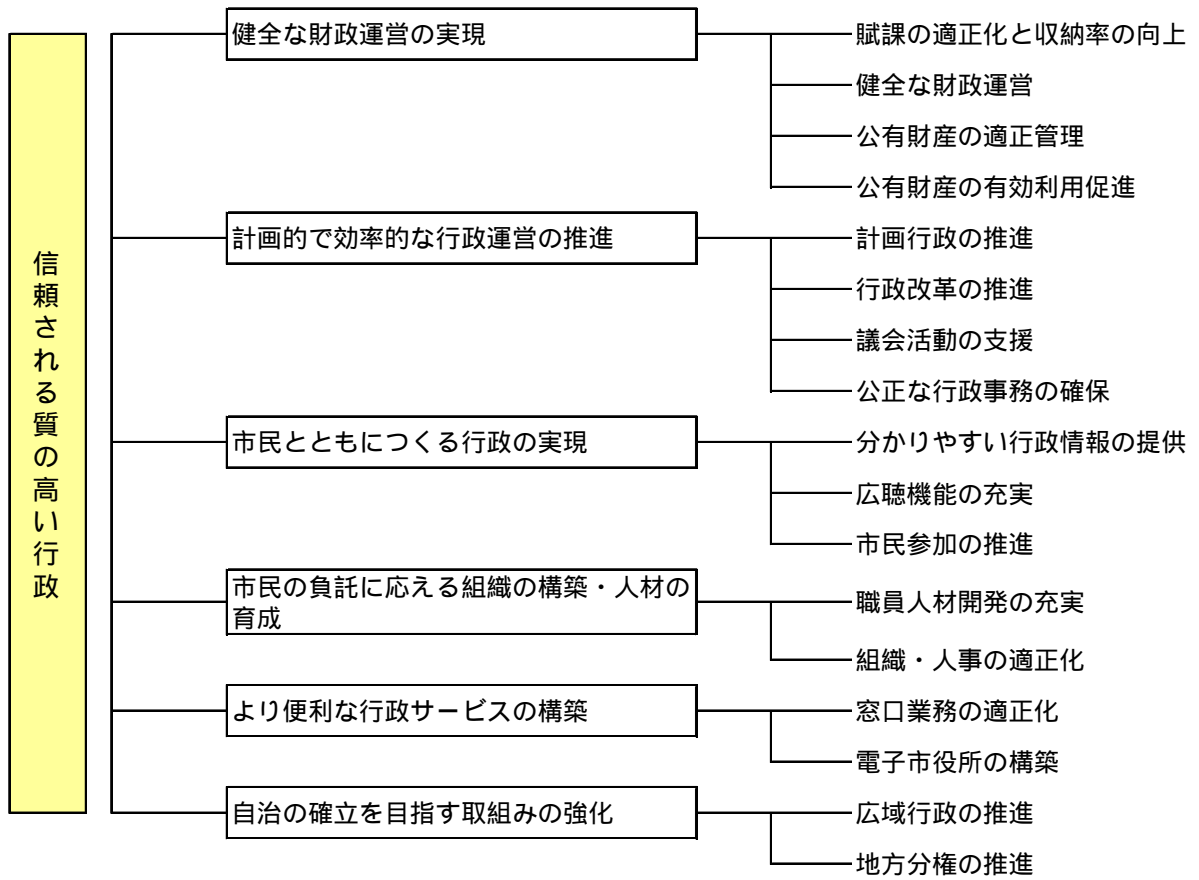 信頼される質の高い行政
健全な財政運営の実現
賦課の適正化と収納率の向上
健全な財政運営
公有財産の適正管理
公有財産の有効利用促進
計画的で効率的な行政運営の推進
計画行政の推進
行政改革の推進
議会活動の支援
公正な行政事務の確保
市民とともにつくる行政の実現
分かりやすい行政情報の提供
広聴機能の充実
市民参加の推進
市民の負託に応える組織の構築・人材の
育成
職員人材開発の充実
組織・人事の適正化
より便利な行政サービスの構築
窓口業務の適正化
電子市役所の構築
自治の確立を目指す取組みの強化
広域行政の推進
地方分権の推進